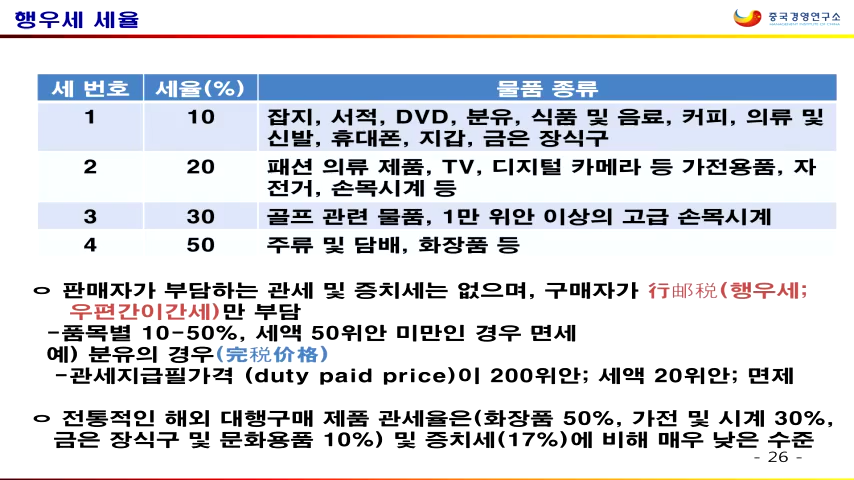 행우세 세율
중국경영연구소
MANAGEMENT INSTITUTE OF CHINA
세 번호 세율(%) 물품 종류
1 10 잡지, 서적, DVD, 분유, 식품 및 음료, 커피, 의류 및
신발, 휴대폰, 지갑, 금은 장식구
2 20 패션 의류 제품, TV, 디지털 카메라 등 가전용품, 자
전거, 손목시계 등
3 30 골프 관련 물품, 1만 위안 이상의 고급 손목시계
4 50 주류 및 담배, 화장품 등
○ 판매자가 부담하는 관세 및 증치세는 없으며, 구매자가 行邮税(행우세;
우편간이간세)만 부담
-품목별 10-50%, 세액 50위안 미만인 경우 면세
예) 분유의 경우(完税价格)
-관세지급필가격 (duty paid price)이 200위안; 세액 20위안; 면제
○ 전통적인 해외 대행구매 제품 관세율은(화장품 50%, 가전 및 시계 30%,
금은 장식구 및 문화용품 10%) 및 증치세(17%)에 비해 매우 낮은 수준
- 26 -